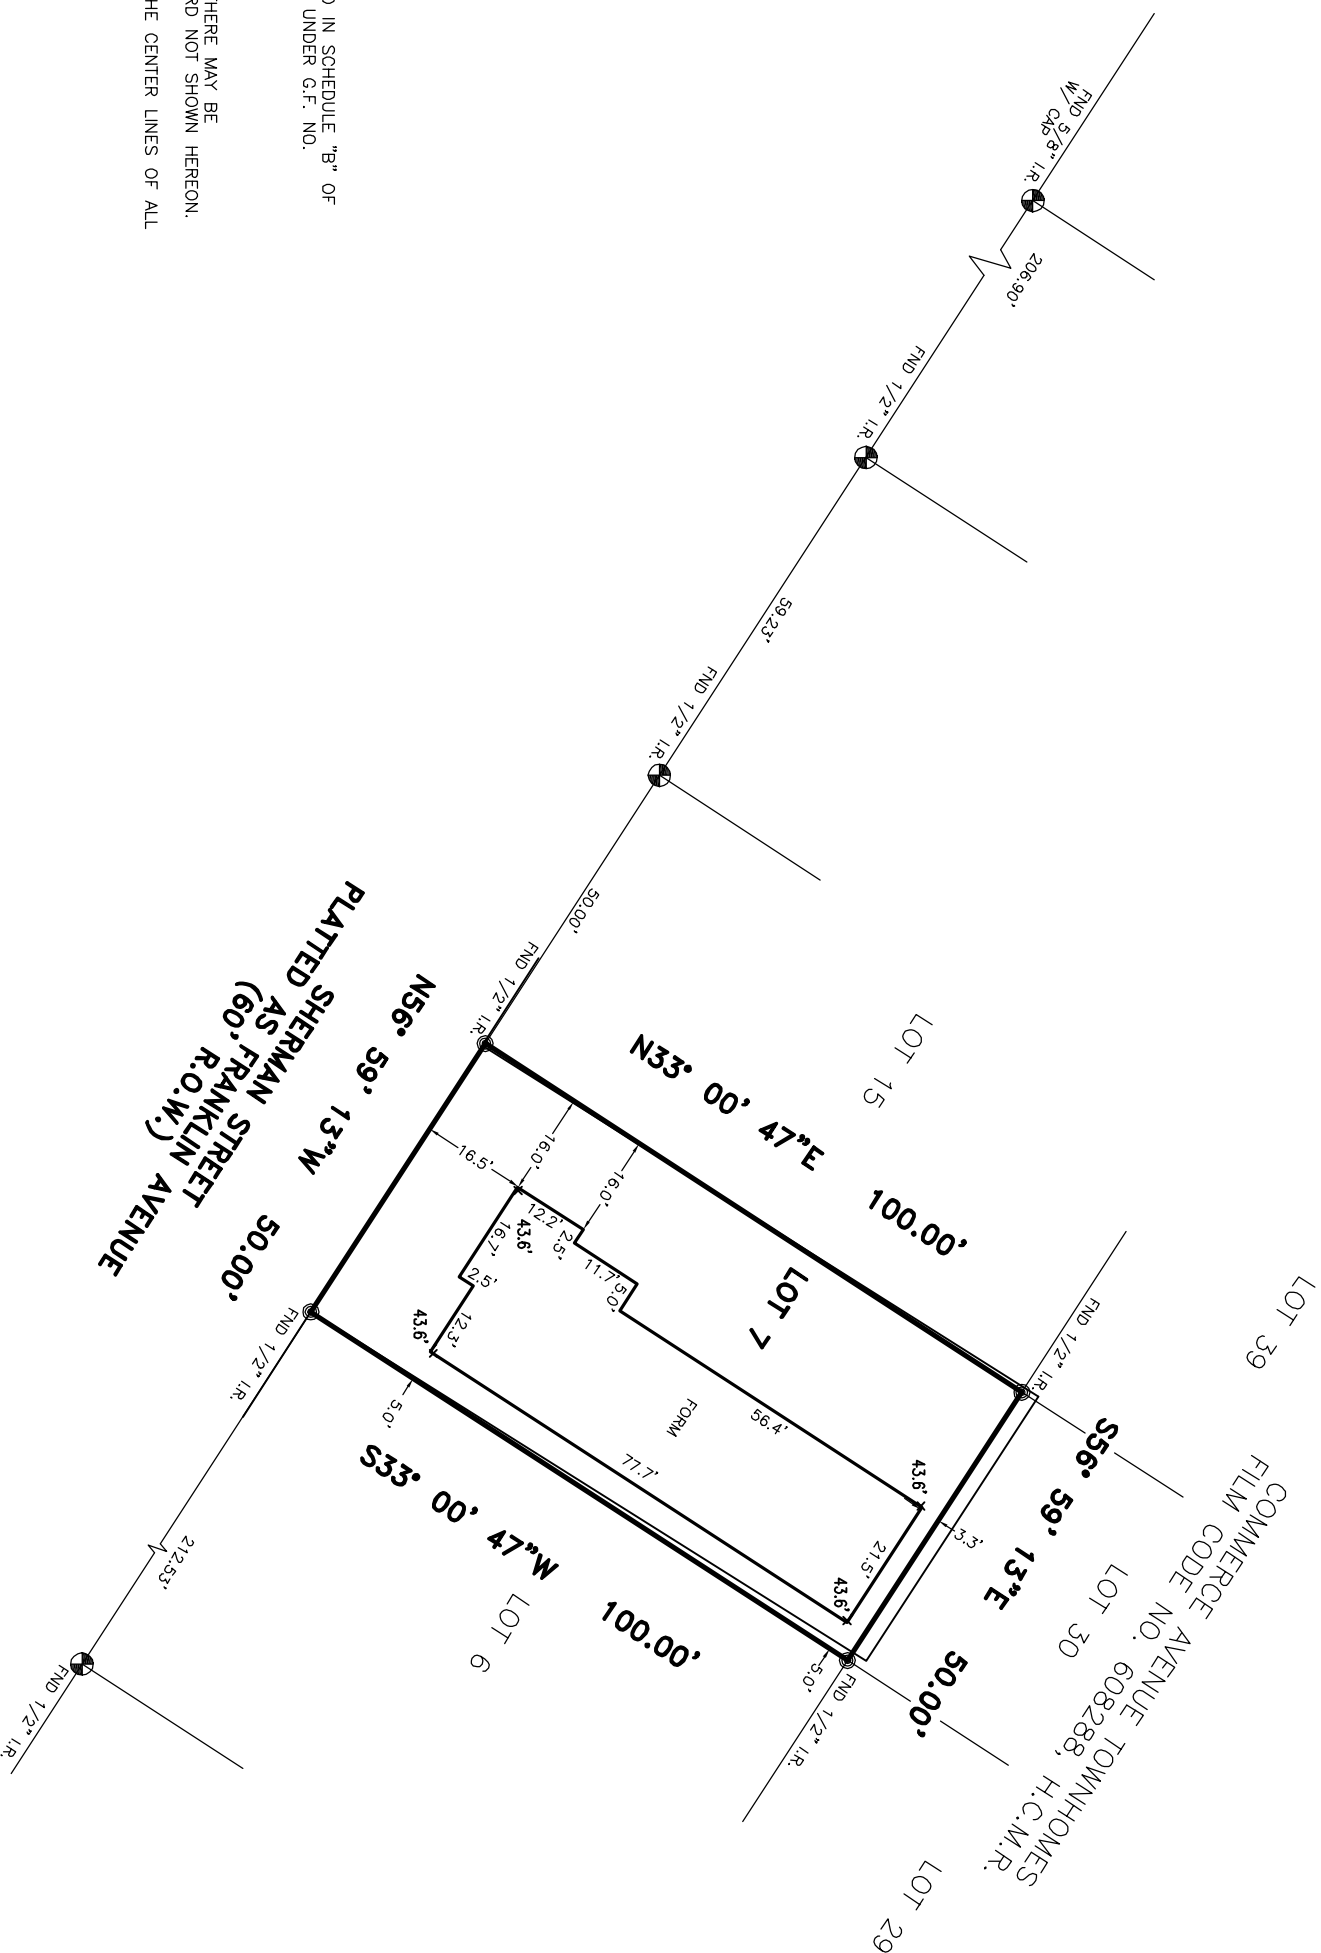 D IN SCHEDULE "B" OF
UNDER G.F. NO.
THERE MAY BE
RD NOT SHOWN HEREON.
HE CENTER LINES OF ALL
FND 5/8" I.R.
W/ CAP
206.90'
FND 1/2" I.R.
59.23'
FND 1/2" I.R.
50.00'
FND 1/2" I.R.
LOT 15
N33° 00' 47"E 100.00'
FND 1/2" I.R.
LOT 39
COMMERCE AVENUE TOWNHOMES
FILM CODE NO. 608288, H.C.M.R.
LOT 30
S56° 59' 13"E 50.00'
3.3'
LOT 29
LOT 7
16.0'
16.0'
16.5'
12.2'
43.6'
2.5'
11.7'
5.0'
16.7'
2.5'
12.3'
43.6'
56.4'
FORM
77.7'
43.6'
21.5'
43.6'
5.0'
5.0'
FND 1/2" I.R.
S33° 00' 47"W 100.00'
LOT 6
N56° 59' 13"W 50.00'
SHERMAN STREET
PLATTED AS FRANKLIN AVENUE
(60' R.O.W.)
FND 1/2" I.R.
212.53'
FND 1/2" I.R.